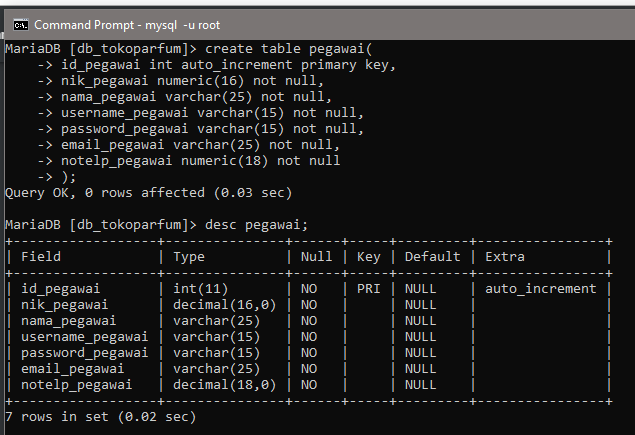 Command Prompt - mysql -u root
MariaDB [db_tokoparfum]> create table pegawai(
    -> id_pegawai int auto_increment primary key,
    -> nik_pegawai numeric(16) not null,
    -> nama_pegawai varchar(25) not null,
    -> username_pegawai varchar(15) not null,
    -> password_pegawai varchar(15) not null,
    -> email_pegawai varchar(25) not null,
    -> notelp_pegawai numeric(18) not null
    -> );
Query OK, 0 rows affected (0.03 sec)
MariaDB [db_tokoparfum]> desc pegawai;
+------------------+---------------+------+-----+---------+----------------+
| Field            | Type          | Null | Key | Default | Extra          |
+------------------+---------------+------+-----+---------+----------------+
| id_pegawai       | int(11)       | NO   | PRI | NULL    | auto_increment |
| nik_pegawai      | decimal(16,0) | NO   |     | NULL    |                |
| nama_pegawai     | varchar(25)   | NO   |     | NULL    |                |
| username_pegawai | varchar(15)   | NO   |     | NULL    |                |
| password_pegawai | varchar(15)   | NO   |     | NULL    |                |
| email_pegawai    | varchar(25)   | NO   |     | NULL    |                |
| notelp_pegawai   | decimal(18,0) | NO   |     | NULL    |                |
+------------------+---------------+------+-----+---------+----------------+
7 rows in set (0.02 sec)